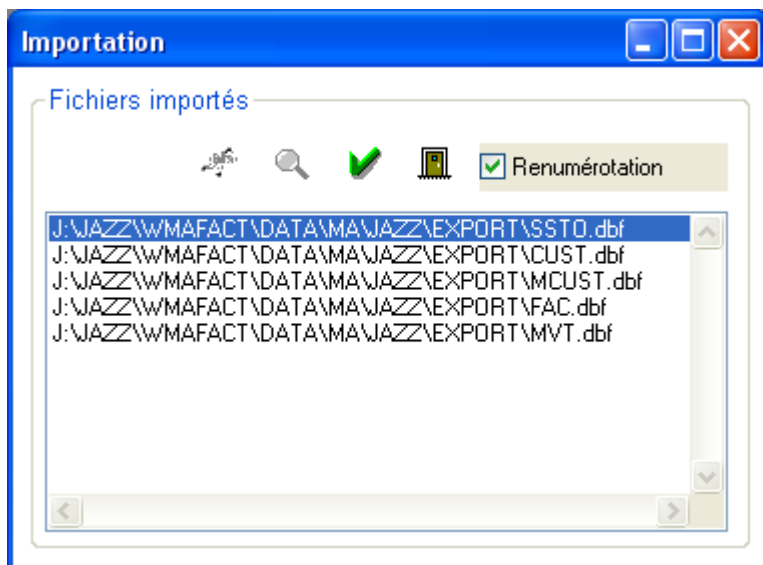 Importation
Fichiers importés
Renumérotation
J:\JAZZ\WMAFACT\DATA\MA\JAZZ\EXPORT\SSTO.dbf
J:\JAZZ\WMAFACT\DATA\MA\JAZZ\EXPORT\CUST.dbf
J:\JAZZ\WMAFACT\DATA\MA\JAZZ\EXPORT\MCUST.dbf
J:\JAZZ\WMAFACT\DATA\MA\JAZZ\EXPORT\FAC.dbf
J:\JAZZ\WMAFACT\DATA\MA\JAZZ\EXPORT\MVT.dbf